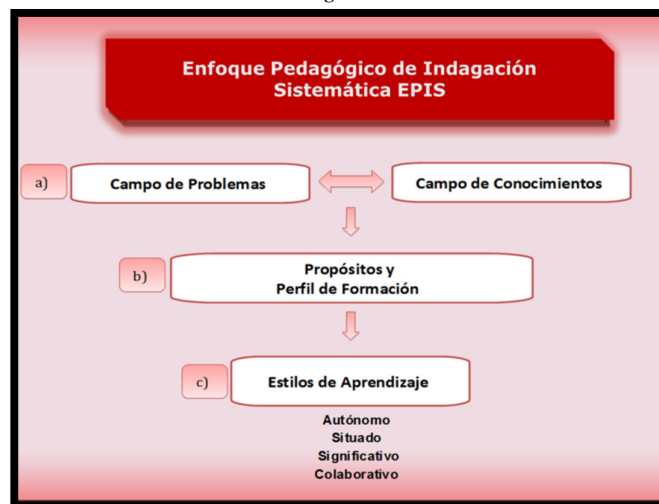 Enfoque Pedagógico de Indagación
Sistemática EPIS
a)
Campo de Problemas
Campo de Conocimientos
b)
Propósitos y
Perfil de Formación
c)
Estilos de Aprendizaje
Autónomo
Situado
Significativo
Colaborativo